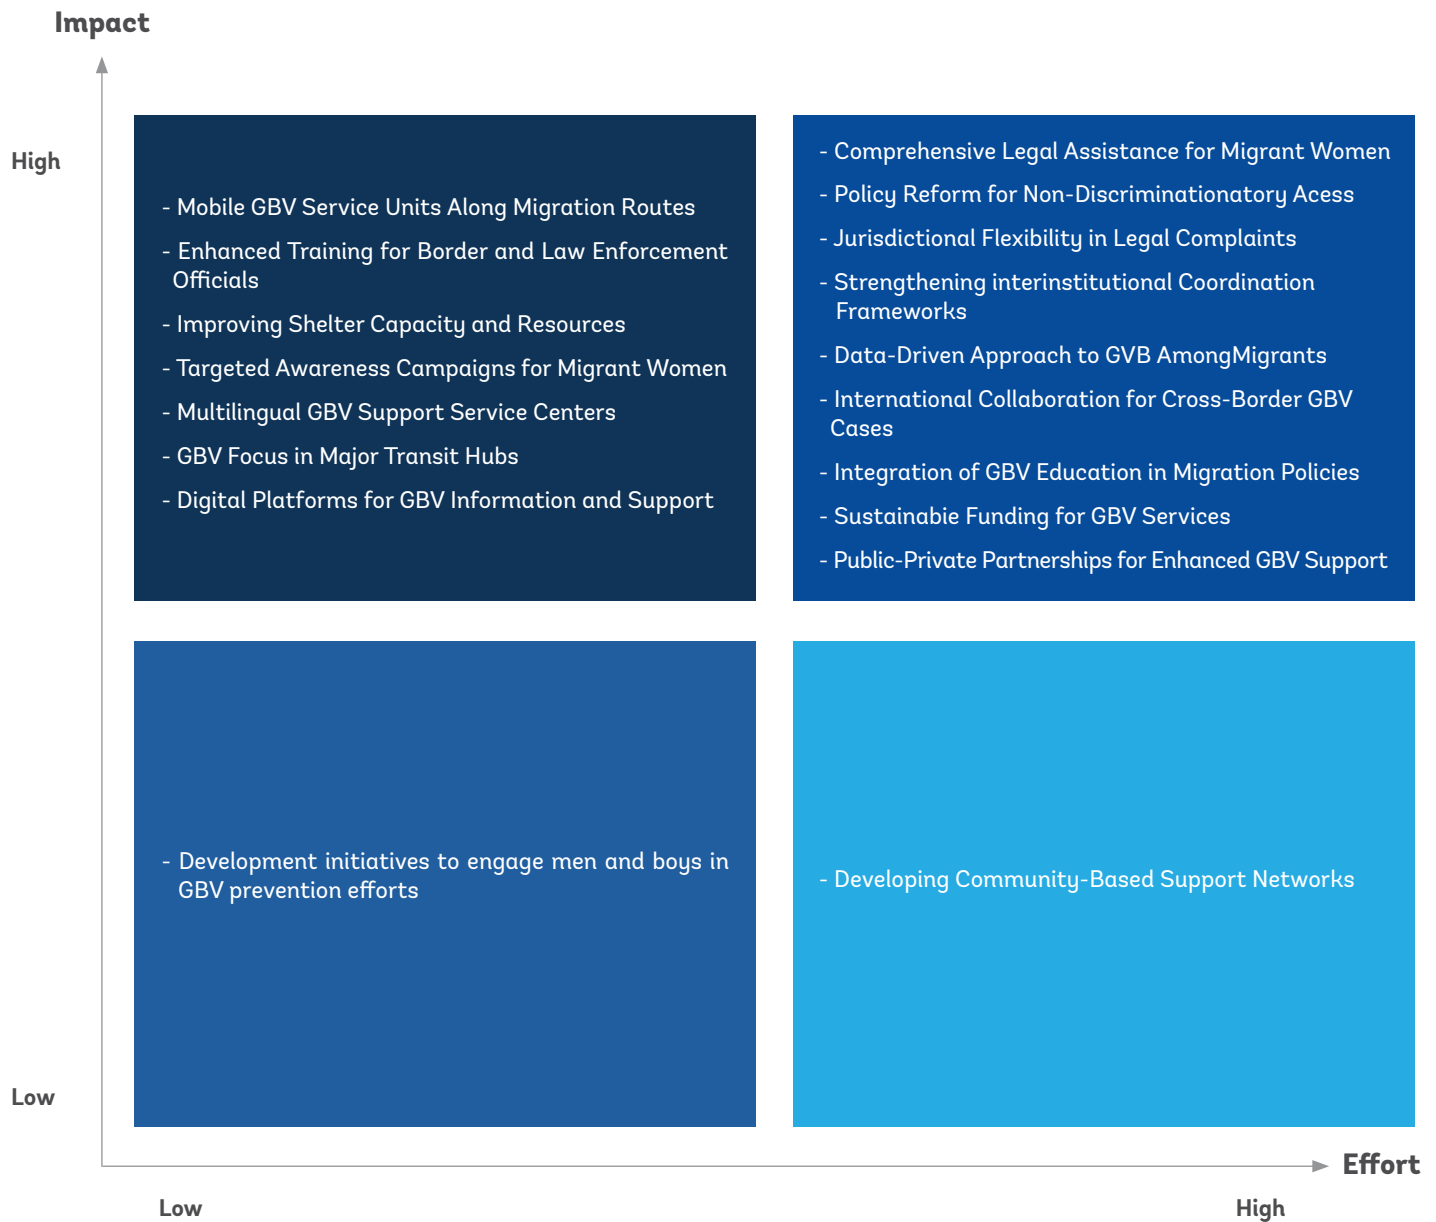 Impact
High
- Mobile GBV Service Units Along Migration Routes
- Enhanced Training for Border and Law Enforcement
Officials
- Improving Shelter Capacity and Resources
- Targeted Awareness Campaigns for Migrant Women
- Multilingual GBV Support Service Centers
- GBV Focus in Major Transit Hubs
- Digital Platforms for GBV Information and Support
- Comprehensive Legal Assistance for Migrant Women
- Policy Reform for Non-Discriminationatory Acess
- Jurisdictional Flexibility in Legal Complaints
- Strengthening interinstitutional Coordination
Frameworks
- Data-Driven Approach to GVB AmongMigrants
- International Collaboration for Cross-Border GBV
Cases
- Integration of GBV Education in Migration Policies
- Sustainabie Funding for GBV Services
- Public-Private Partnerships for Enhanced GBV Support
- Development initiatives to engage men and boys in
GBV prevention efforts
- Developing Community-Based Support Networks
Low
Effort
Low
High